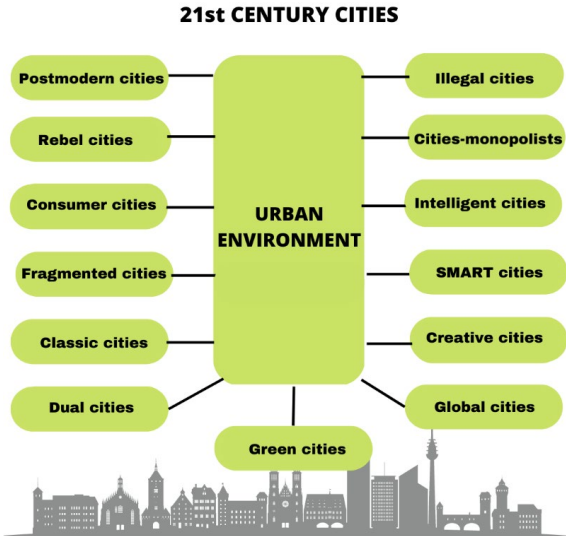 21st CENTURY CITIES
Postmodern cities
Illegal cities
Rebel cities
Cities-monopolists
Consumer cities
Intelligent cities
URBAN
ENVIRONMENT
Fragmented cities
SMART cities
Classic cities
Creative cities
Dual cities
Global cities
Green cities